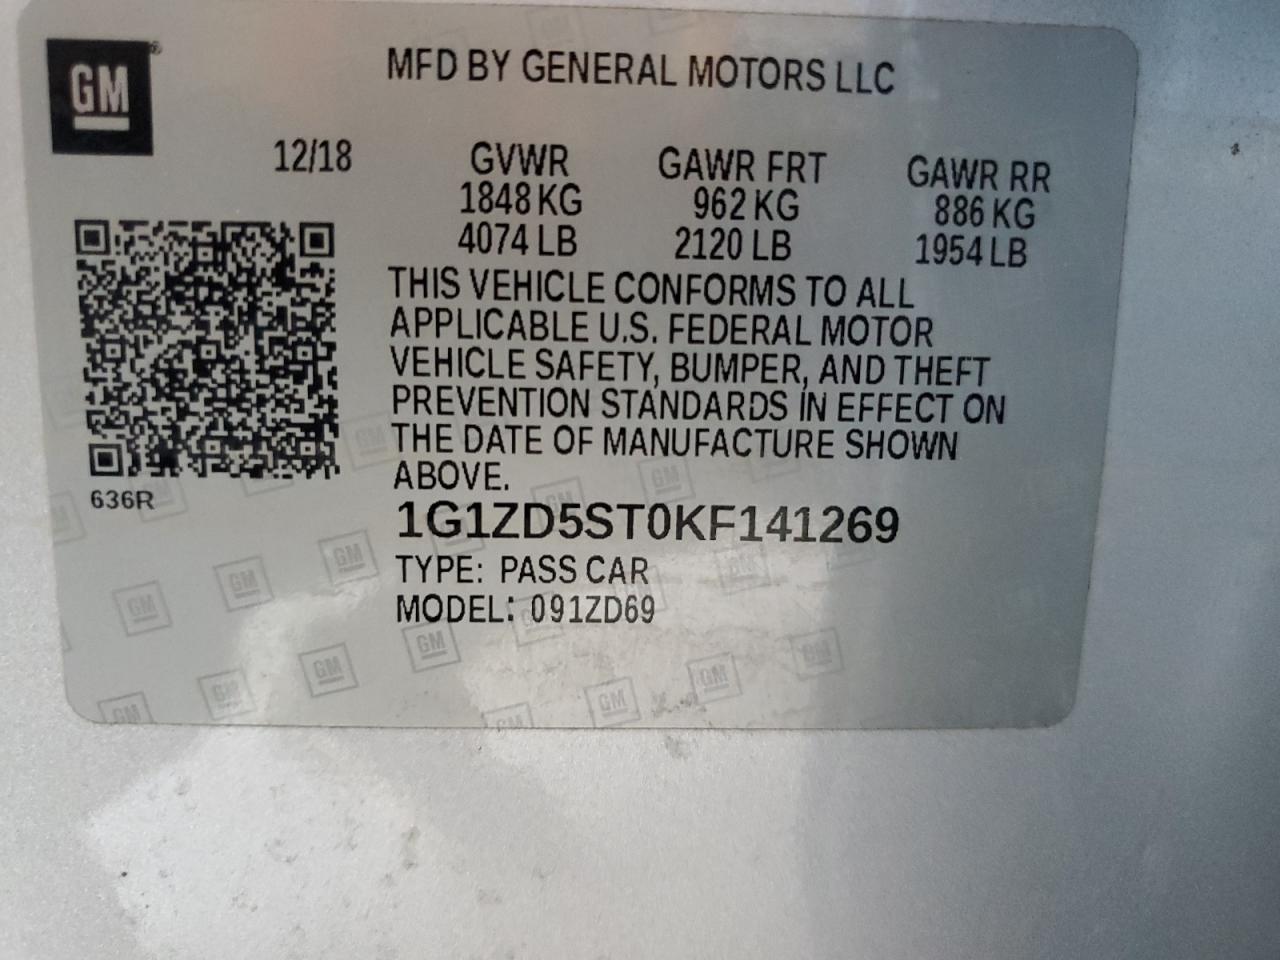 GM
MFD BY GENERAL MOTORS LLC
12/18 GVWR GAWR FRT GAWR RR
1848 KG 962 KG 886 KG
4074 LB 2120 LB 1954 LB
THIS VEHICLE CONFORMS TO ALL
APPLICABLE U.S. FEDERAL MOTOR
VEHICLE SAFETY, BUMPER, AND THEFT
PREVENTION STANDARDS IN EFFECT ON
THE DATE OF MANUFACTURE SHOWN
ABOVE.
636R
1G1ZD5ST0KF141269
TYPE: PASS CAR
MODEL: 091ZD69